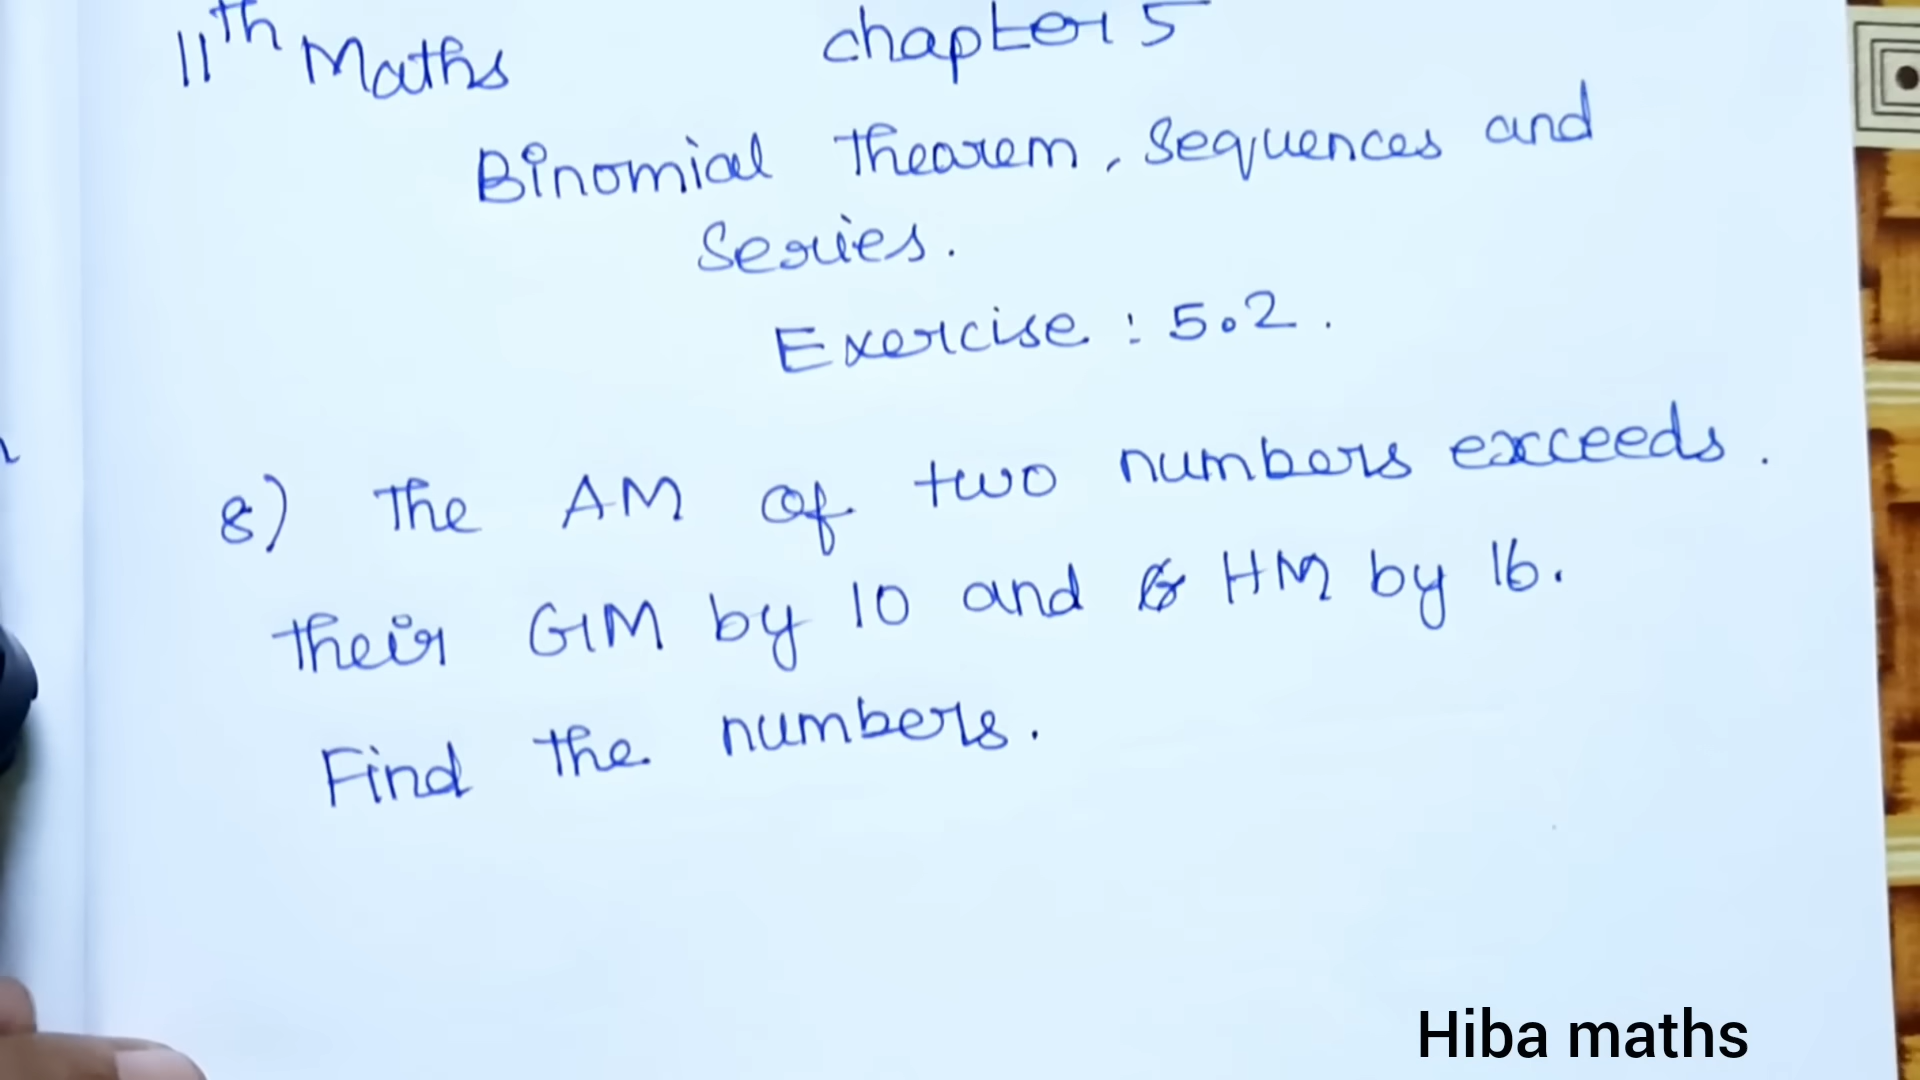 11th Maths chapter 5
Binomial Thearem, Sequences and
Series.
Exercise : 5.2.
8) The AM of two numbers exceeds.
their GM by 10 and HM by 16.
Find the numbers.
Hiba maths